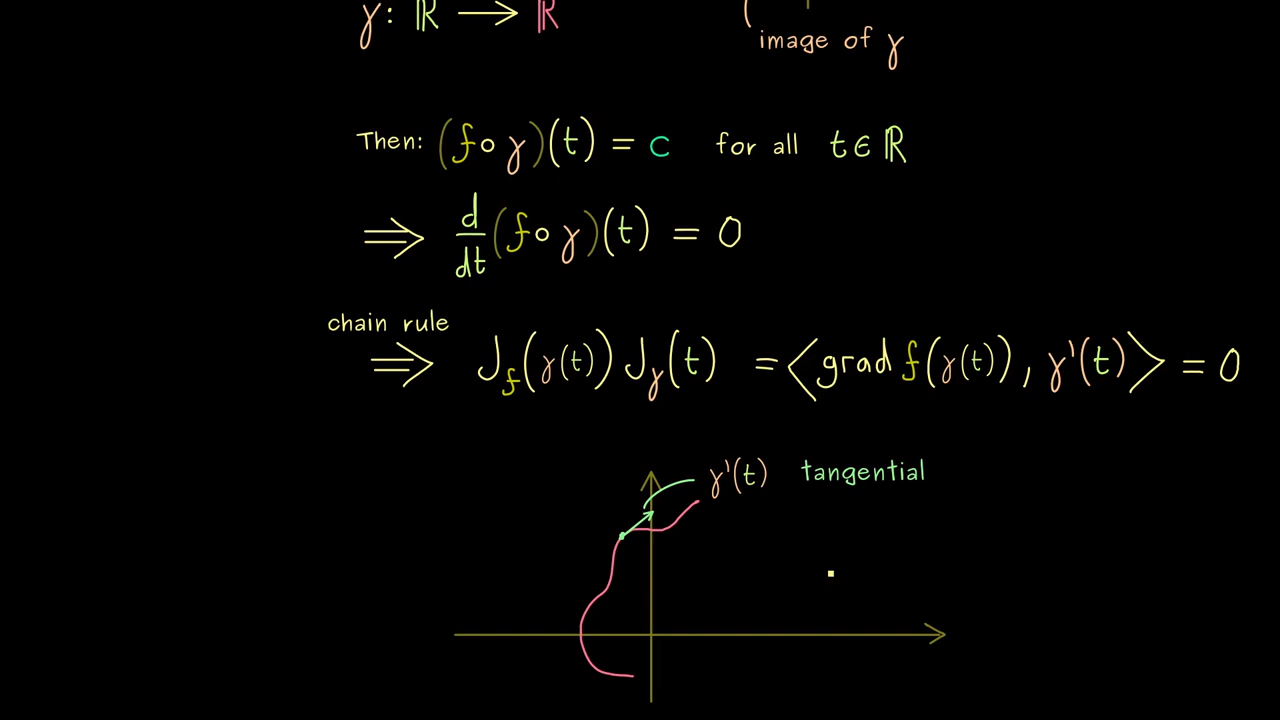 γ: ℝ ⟶ ℝ
image of γ
Then: (f∘γ)(t) = c for all t∈ℝ
⟹ d/dt (f∘γ)(t) = 0
chain rule
⟹ J_f(γ(t)) J_γ(t) = ⟨grad f(γ(t)), γ'(t)⟩ = 0
γ'(t) tangential